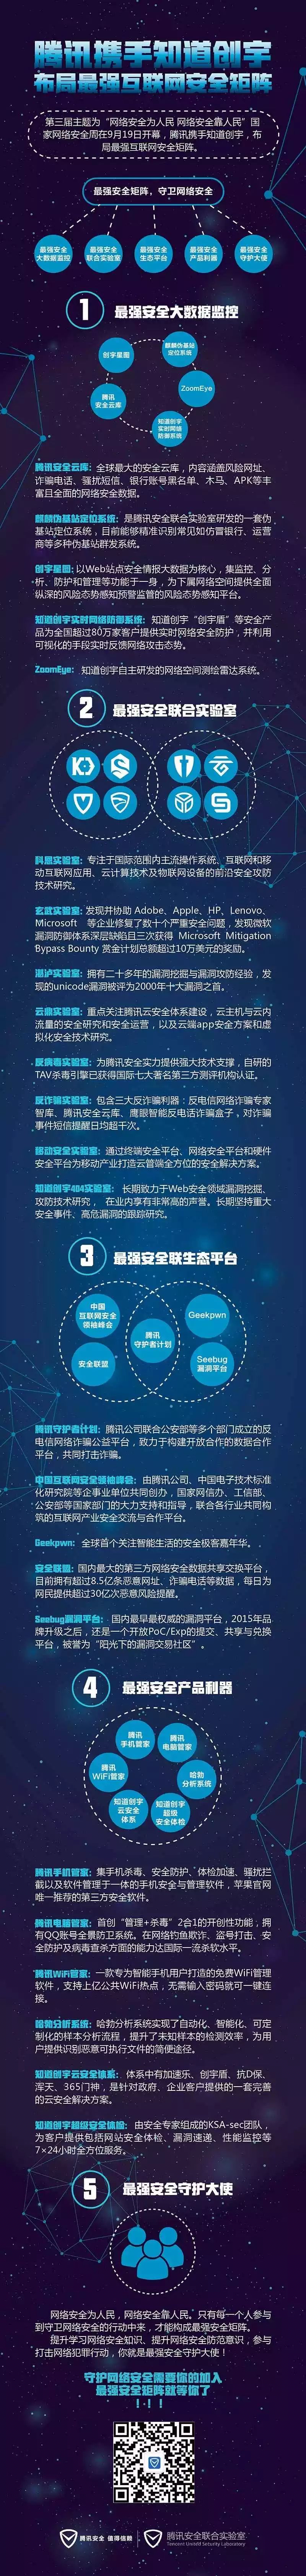 腾讯携手知道创宇
布局最强互联网安全矩阵
第三届主题为“网络安全为人民 网络安全靠人民”国
家网络安全周在9月19日开幕，腾讯携手知道创宇，布
局最强互联网安全矩阵。
最强安全矩阵，守卫网络安全
最强安全
大数据监控
最强安全
联合实验室
最强安全
生态平台
最强安全
产品利器
最强安全
守护大使
1 最强安全大数据监控
创宇星图
麒麟伪基站
定位系统
腾讯
安全云库
ZoomEye
知道创宇
实时网络
防御系统
腾讯安全云库：全球最大的安全云库，内容涵盖风险网址、
诈骗电话、骚扰短信、银行账号黑名单、木马、APK等丰
富且全面的网络安全数据。
麒麟伪基站定位系统：是腾讯安全联合实验室研发的一套伪
基站定位系统，目前能够精准识别常见如仿冒银行、运营
商等多种伪基站群发系统。
创宇星图：以Web站点安全情报大数据为核心，集监控、分
析、防护和管理等功能于一身，为下属网络空间提供全面
纵深的风险态势感知预警监管的风险态势感知平台。
知道创宇实时网络防御系统：知道创宇“创宇盾”等安全产
品为全国超过80万家客户提供实时网络安全防护，并利用
可视化的手段实时反馈网络攻击态势。
ZoomEye：知道创宇自主研发的网络空间测绘雷达系统。
2 最强安全联合实验室
科恩实验室：专注于国际范围内主流操作系统、互联网和移
动互联网应用、云计算技术及物联网设备的前沿安全攻防
技术研究。
玄武实验室：发现并协助 Adobe、Apple、HP、Lenovo、
Microsoft 等企业修复了数十个严重安全问题，发现微软
漏洞防御体系深层缺陷且三次获得 Microsoft Mitigation
Bypass Bounty 赏金计划总额超过10万美元的奖励。
湛泸实验室：拥有二十多年的漏洞挖掘与漏洞攻防经验，发
现的unicode漏洞被评为2000年十大漏洞之首。
云鼎实验室：重点关注腾讯云安全体系建设，云主机与云内
流量的安全研究和安全运营，以及云端app安全方案和虚
拟化安全技术研究。
反病毒实验室：为腾讯安全实力提供强大技术支撑，自研的
TAV杀毒引擎已获得国际七大著名第三方测评机构认证。
反诈骗实验室：包含三大反诈骗利器：反电信网络诈骗专家
智库、腾讯安全云库、鹰眼智能反电话诈骗盒子，对诈骗
事件短信提醒日均超千次。
移动安全实验室：通过终端安全平台、网络安全平台和硬件
安全平台为移动产业打造云管端全方位的安全解决方案。
知道创宇404实验室：长期致力于Web安全领域漏洞挖掘、
攻防技术研究，在业内享有非常高的声誉。长期坚持重大
安全事件、高危漏洞的跟踪研究。
3 最强安全联生态平台
中国
互联网安全
领袖峰会
Geekpwn
腾讯
守护者计划
安全联盟
Seebug
漏洞平台
腾讯守护者计划：腾讯公司联合公安部等多个部门成立的反
电信网络诈骗公益平台，致力于构建开放合作的数据合作
平台，共同打击诈骗。
中国互联网安全领袖峰会：由腾讯公司、中国电子技术标准
化研究院等企事业单位共同创办，国家网信办、工信部、
公安部等国家部门的大力支持和指导，联合各行业共同构
筑的互联网产业安全交流与合作平台。
Geekpwn：全球首个关注智能生活的安全极客嘉年华。
安全联盟：国内最大的第三方网络安全数据共享交换平台，
目前拥有超过8.5亿条恶意网址、诈骗电话等数据，每日为
网民提供超过30亿次恶意风险提醒。
Seebug漏洞平台：国内最早最权威的漏洞平台，2015年品
牌升级之后，还是一个开放PoC/Exp的提交、共享与兑换
平台，被誉为“阳光下的漏洞交易社区”。
4 最强安全产品利器
腾讯
手机管家
腾讯
电脑管家
腾讯
WiFi管家
哈勃
分析系统
知道创宇
云安全
体系
知道创宇
超级
安全体检
腾讯手机管家：集手机杀毒、安全防护、体检加速、骚扰拦
截以及软件管理于一体的手机安全与管理软件，苹果官网
唯一推荐的第三方安全软件。
腾讯电脑管家：首创“管理+杀毒”2合1的开创性功能，拥
有QQ账号全景防卫系统。在网络钓鱼欺诈、盗号打击、安
全防护及病毒查杀方面的能力达国际一流杀软水平。
腾讯WiFi管家：一款专为智能手机用户打造的免费WiFi管理
软件，支持上亿公共WiFi热点，无需输入密码就可一键连
接。
哈勃分析系统：哈勃分析系统实现了自动化、智能化、可定
制化的样本分析流程，提升了未知样本的检测效率，为用
户提供识别恶意可执行文件的简便途径。
知道创宇云安全体系：体系中有加速乐、创宇盾、抗D保、
浑天、365门神，是针对政府、企业客户提供的一套完善
的云安全解决方案。
知道创宇超级安全体检：由安全专家组成的KSA-sec团队，
为客户提供包括网站安全体检、漏洞速递、性能监控等
7×24小时全方位服务。
5 最强安全守护大使
网络安全为人民，网络安全靠人民。只有每一个人参与
到守卫网络安全的行动中来，才能构成最强安全矩阵。
提升学习网络安全知识、提升网络安全防范意识，参与
打击网络犯罪行动，你就是最强安全守护大使！
守护网络安全需要你的加入
最强安全矩阵就等你了
！！！
腾讯安全 值得信赖
腾讯安全联合实验室
Tencent United Security Laboratory